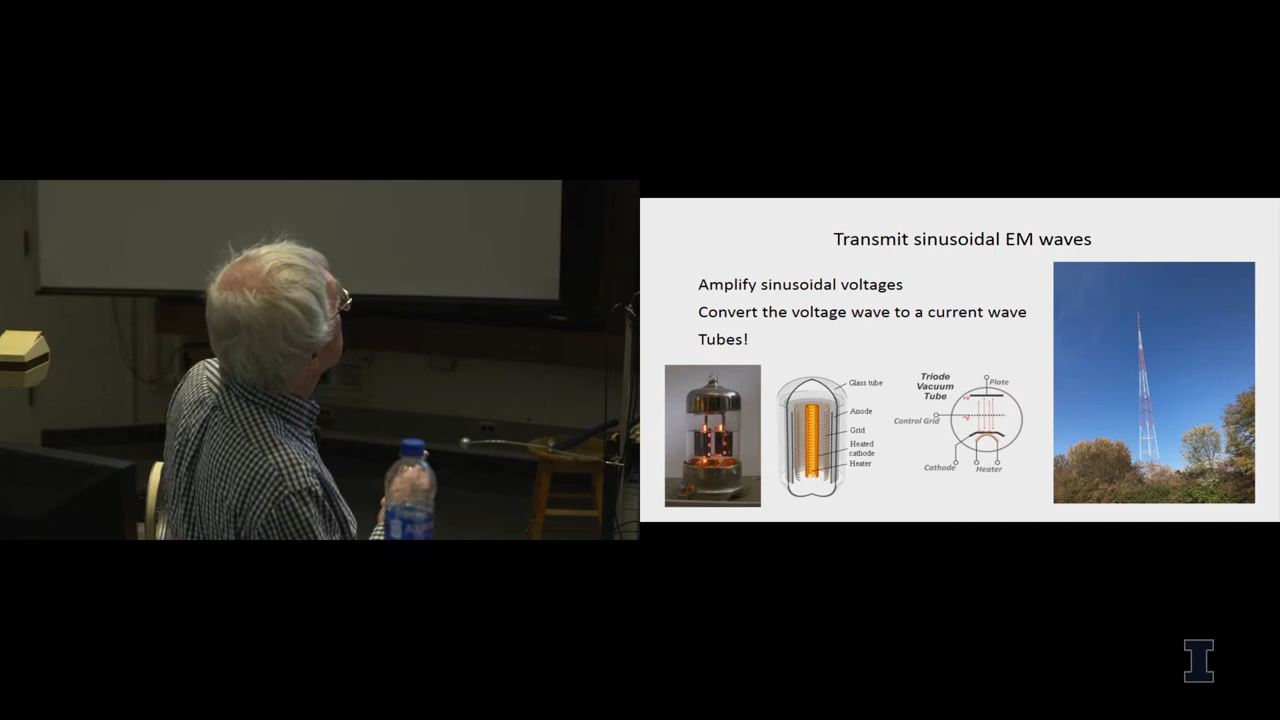 Transmit sinusoidal EM waves
Amplify sinusoidal voltages
Convert the voltage wave to a current wave
Tubes!
Glass tube
Anode
Grid
Heated
cathode
Heater
Triode
Vacuum
Tube
Plate
Control Grid
Cathode
Heater
I